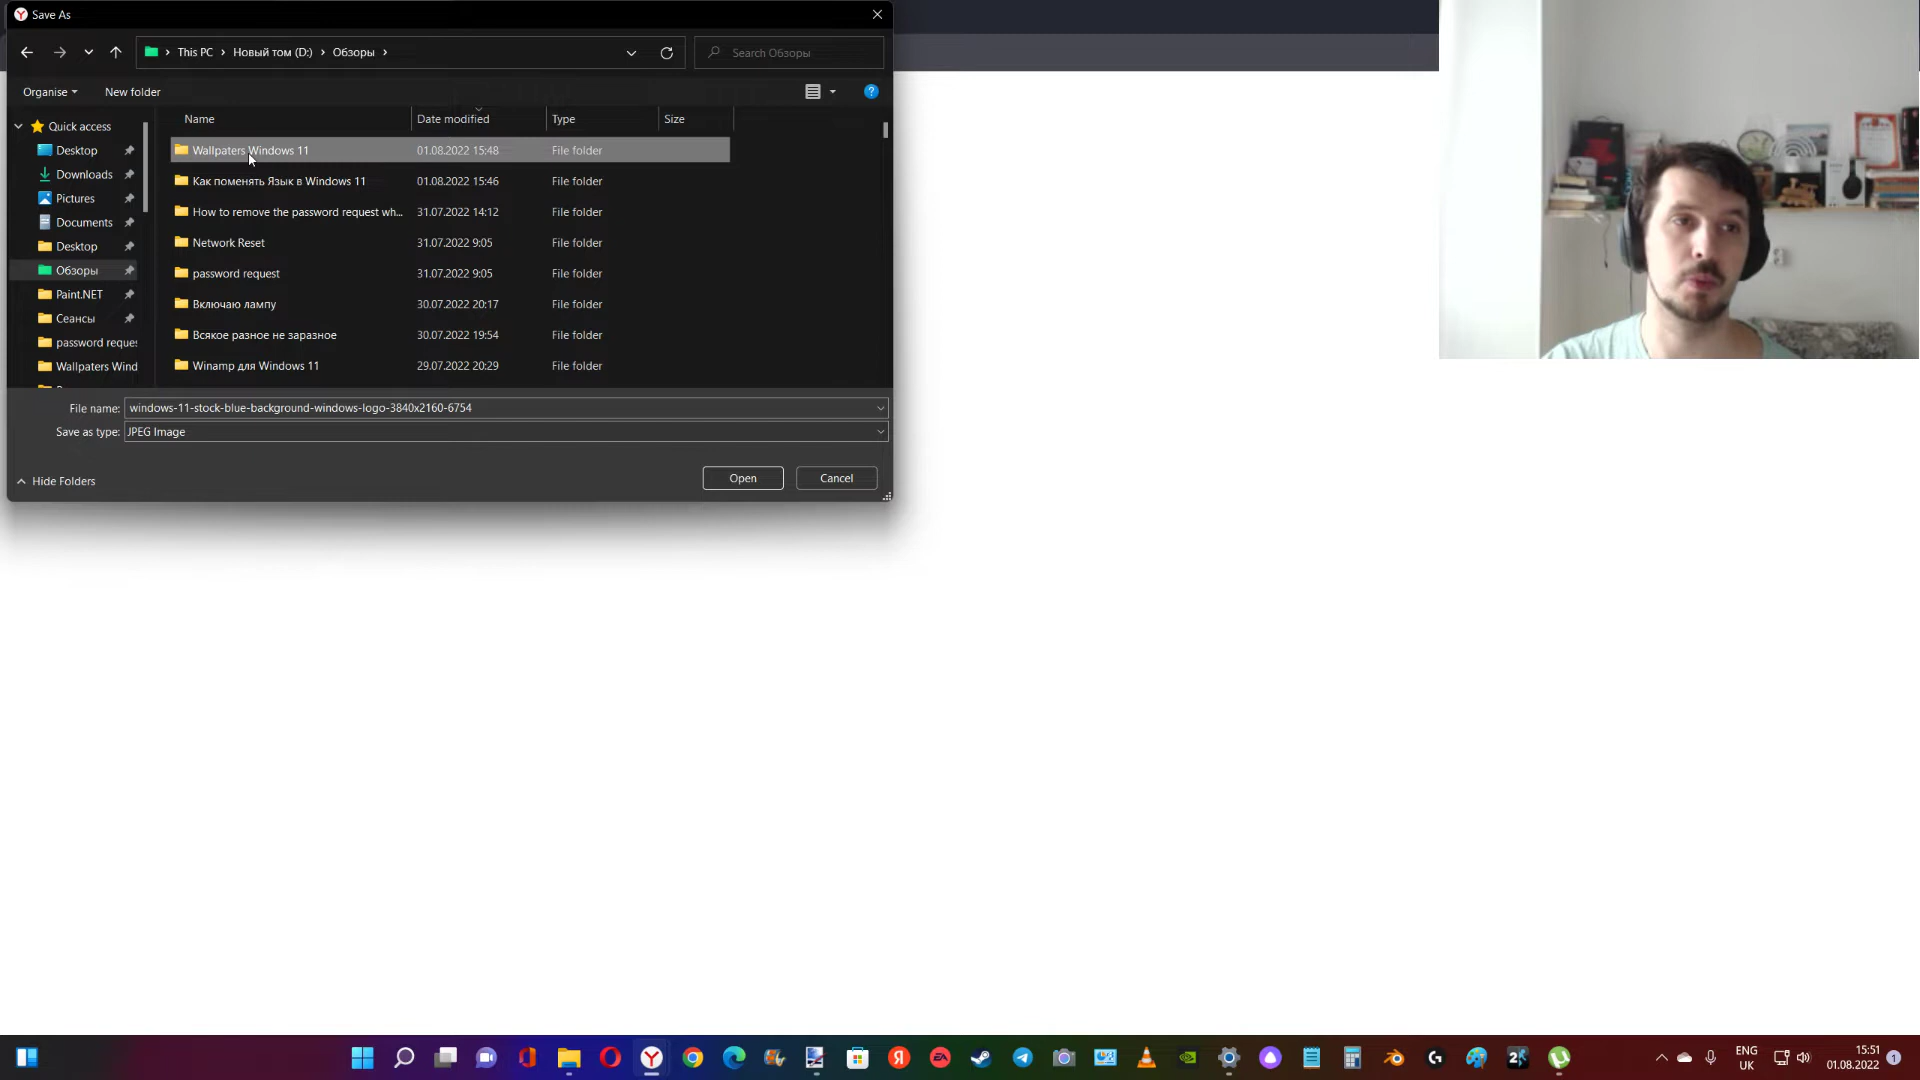 Save As
This PC > Новый том (D:) > Обзоры >
Search Обзоры
Organise
New folder
?
Name
Date modified
Type
Size
Quick access
Desktop
Downloads
Pictures
Documents
Desktop
Обзоры
Paint.NET
Сеансы
password reques
Wallpaters Wind
Wallpaters Windows 11 01.08.2022 15:48 File folder
Как поменять Язык в Windows 11 01.08.2022 15:46 File folder
How to remove the password request wh... 31.07.2022 14:12 File folder
Network Reset 31.07.2022 9:05 File folder
password request 31.07.2022 9:05 File folder
Включаю лампу 30.07.2022 20:17 File folder
Всякое разное не заразное 30.07.2022 19:54 File folder
Winamp для Windows 11 29.07.2022 20:29 File folder
File name: windows-11-stock-blue-background-windows-logo-3840x2160-6754
Save as type: JPEG Image
Hide Folders
Open
Cancel
ENG
UK
15:51
01.08.2022
1